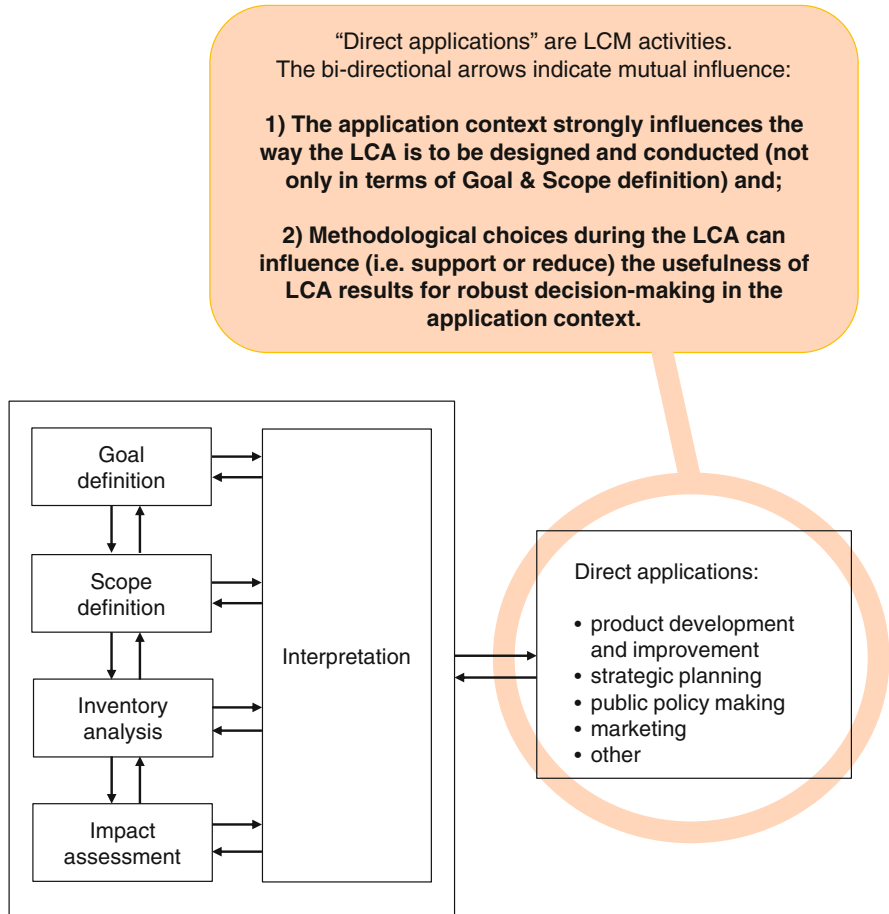 “Direct applications” are LCM activities.
The bi-directional arrows indicate mutual influence:
1) The application context strongly influences the
way the LCA is to be designed and conducted (not
only in terms of Goal & Scope definition) and;
2) Methodological choices during the LCA can
influence (i.e. support or reduce) the usefulness of
LCA results for robust decision-making in the
application context.
Goal
definition
Scope
definition
Inventory
analysis
Impact
assessment
Interpretation
Direct applications:
• product development
and improvement
• strategic planning
• public policy making
• marketing
• other